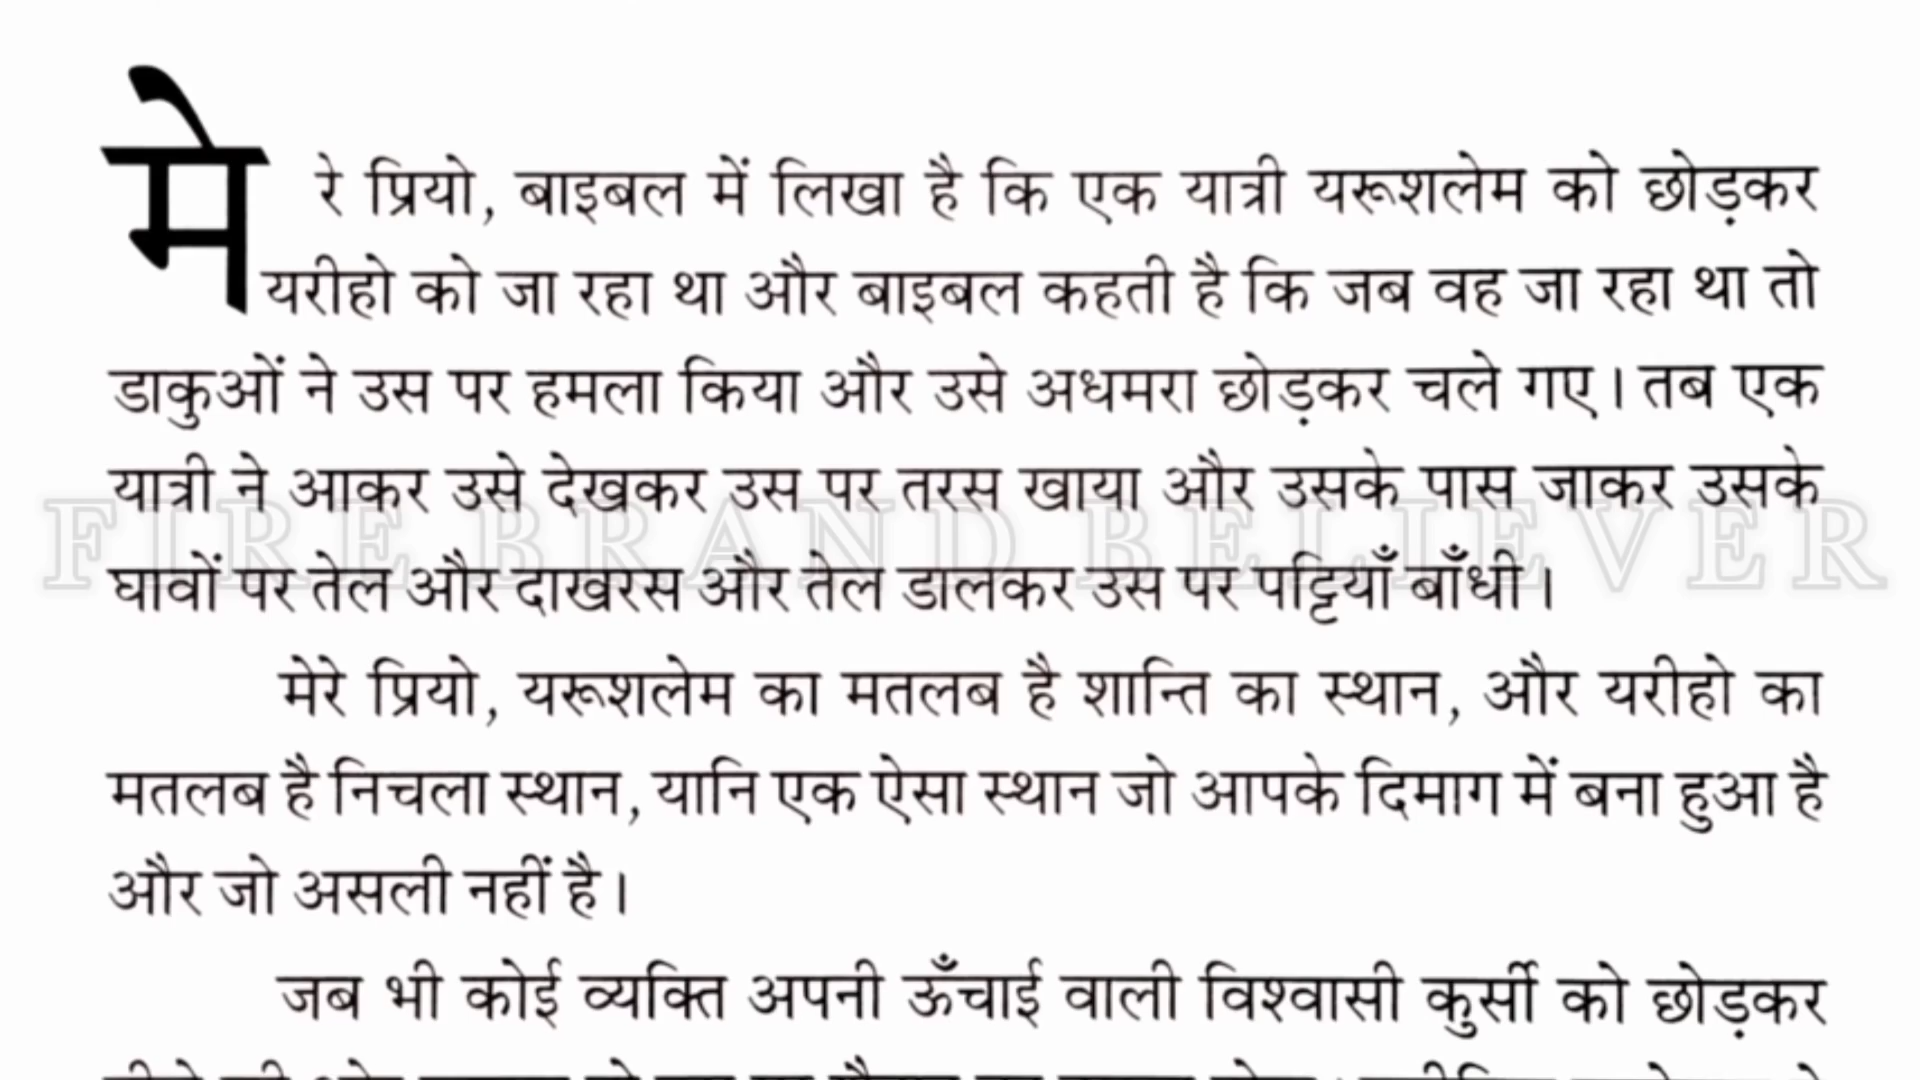 मेरे प्रियो, बाइबल में लिखा है कि एक यात्री यरूशलेम को छोड़कर
यरीहो को जा रहा था और बाइबल कहती है कि जब वह जा रहा था तो
डाकुओं ने उस पर हमला किया और उसे अधमरा छोड़कर चले गए। तब एक
यात्री ने आकर उसे देखकर उस पर तरस खाया और उसके पास जाकर उसके
FIRE BRAND BELIEVER
घावों पर तेल और दाखरस और तेल डालकर उस पर पट्टियाँ बाँधी।
मेरे प्रियो, यरूशलेम का मतलब है शान्ति का स्थान, और यरीहो का
मतलब है निचला स्थान, यानि एक ऐसा स्थान जो आपके दिमाग में बना हुआ है
और जो असली नहीं है।
जब भी कोई व्यक्ति अपनी ऊँचाई वाली विश्वासी कुर्सी को छोड़कर